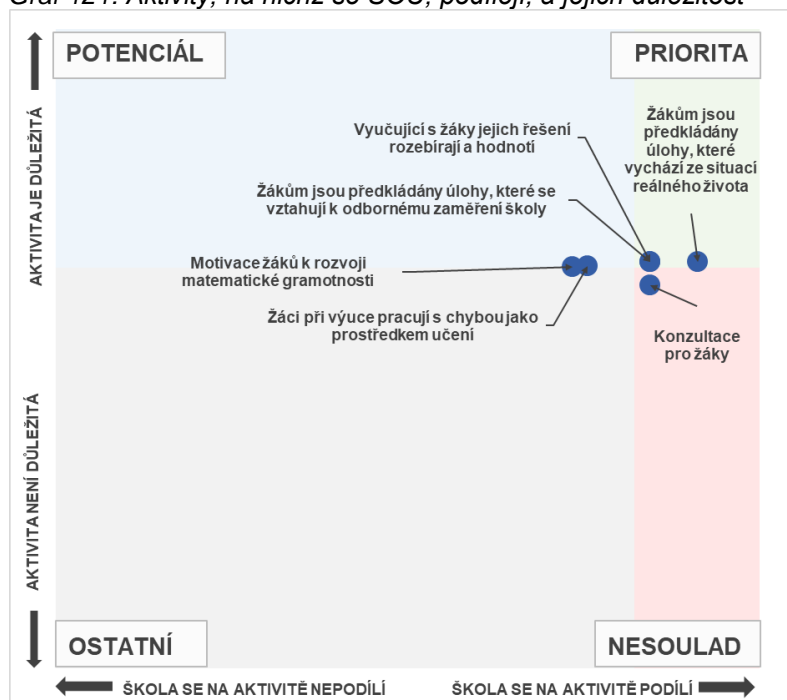 Graf 121: Aktivity, na nichž se SOU, podílejí, a jejich důležitost
POTENCIÁL
PRIORITA
AKTIVITA JE DŮLEŽITÁ
Žákům jsou
předkládány
úlohy, které
vychází ze situací
reálného života
Vyučující s žáky jejich řešení
rozebírají a hodnotí
Žákům jsou předkládány úlohy, které se
vztahují k odbornému zaměření školy
Motivace žáků k rozvoji
matematické gramotnosti
Žáci při výuce pracují s chybou jako
prostředkem učení
Konzultace
pro žáky
AKTIVITA NENÍ DŮLEŽITÁ
OSTATNÍ
NESOULAD
ŠKOLA SE NA AKTIVITĚ NEPODÍLÍ
ŠKOLA SE NA AKTIVITĚ PODÍLÍ